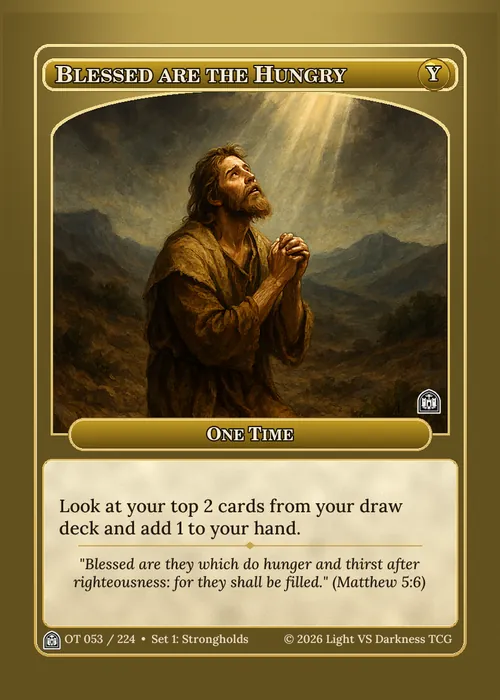 Blessed are the Hungry Y
One Time
Look at your top 2 cards from your draw
deck and add 1 to your hand.
"Blessed are they which do hunger and thirst after
righteousness: for they shall be filled." (Matthew 5:6)
OT 053 / 224 • Set 1: Strongholds © 2026 Light VS Darkness TCG